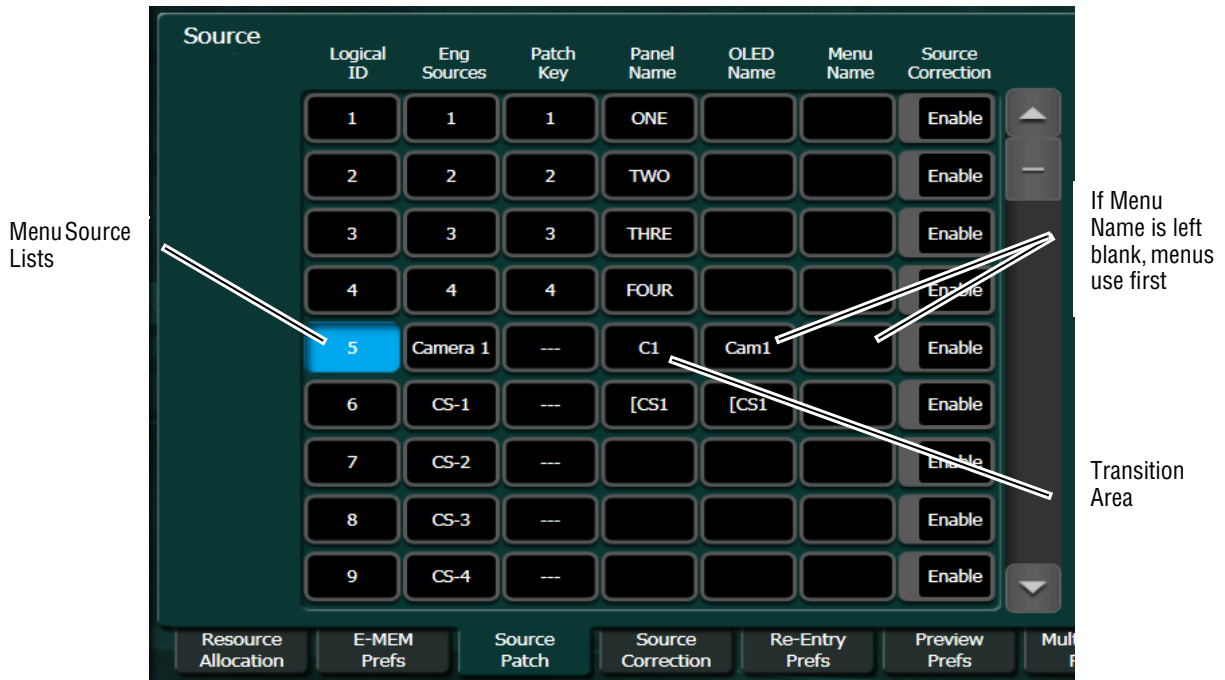 Source
Logical ID Eng Sources Patch Key Panel Name OLED Name Menu Name Source Correction
1 1 1 ONE Enable
2 2 2 TWO Enable
3 3 3 THRE Enable
4 4 4 FOUR Enable
5 Camera 1 --- C1 Cam1 Enable
6 CS-1 --- [CS1 [CS1 Enable
7 CS-2 --- Enable
8 CS-3 --- Enable
9 CS-4 --- Enable
Resource Allocation E-MEM Prefs Source Patch Source Correction Re-Entry Prefs Preview Prefs
Menu Source
Lists
If Menu
Name is left
blank, menus
use first
Transition
Area